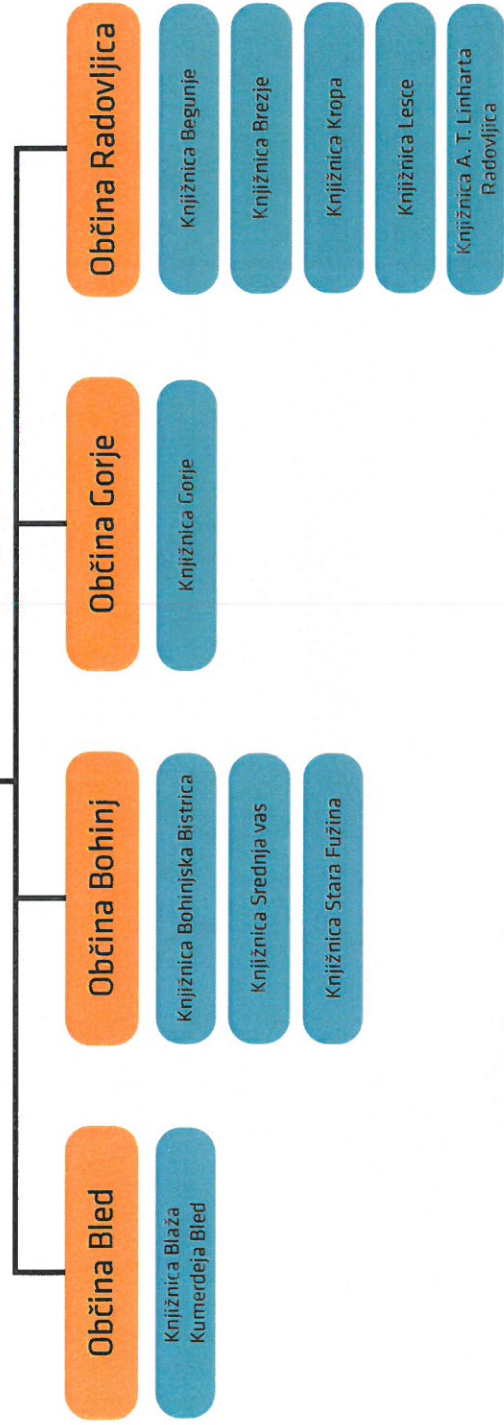 Občina Bled
Knjižnica Blaža
Kumerdeja Bled
Občina Bohinj
Knjižnica Bohinjska Bistrica
Knjižnica Srednja vas
Knjižnica Stara Fužina
Občina Gorje
Knjižnica Gorje
Občina Radovljica
Knjižnica Begunje
Knjižnica Brezje
Knjižnica Kropa
Knjižnica Lesce
Knjižnica A. T. Linharta
Radovljica